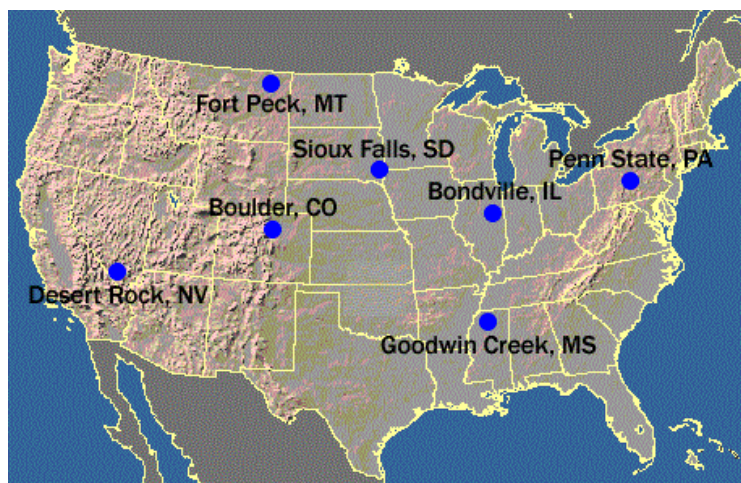 Fort Peck, MT
Sioux Falls, SD
Penn State, PA
Bondville, IL
Boulder, CO
Desert Rock, NV
Goodwin Creek, MS